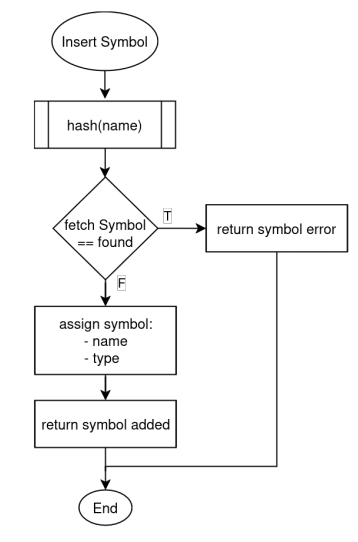 Insert Symbol
hash(name)
fetch Symbol
== found
T
return symbol error
F
assign symbol:
- name
- type
return symbol added
End